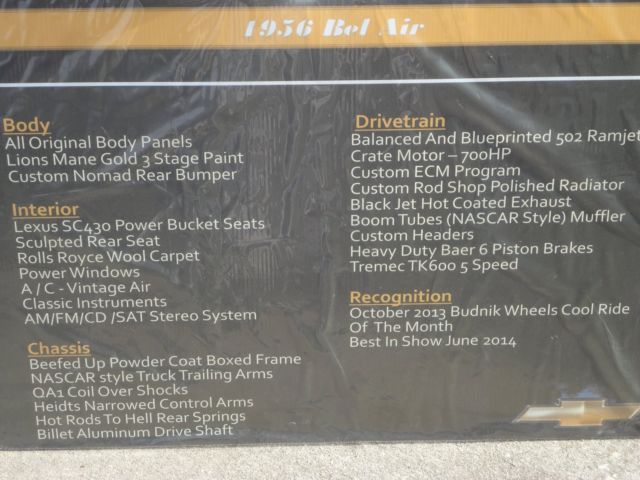 1956 Bel Air
Body
All Original Body Panels
Lions Mane Gold 3 Stage Paint
Custom Nomad Rear Bumper
Interior
Lexus SC430 Power Bucket Seats
Sculpted Rear Seat
Rolls Royce Wool Carpet
Power Windows
A / C - Vintage Air
Classic Instruments
AM/FM/CD /SAT Stereo System
Chassis
Beefed Up Powder Coat Boxed Frame
NASCAR style Truck Trailing Arms
QA1 Coil Over Shocks
Heidts Narrowed Control Arms
Hot Rods To Hell Rear Springs
Billet Aluminum Drive Shaft
Drivetrain
Balanced And Blueprinted 502 Ramjet
Crate Motor – 700HP
Custom ECM Program
Custom Rod Shop Polished Radiator
Black Jet Hot Coated Exhaust
Boom Tubes (NASCAR Style) Muffler
Custom Headers
Heavy Duty Baer 6 Piston Brakes
Tremec TK600 5 Speed
Recognition
October 2013 Budnik Wheels Cool Ride
Of The Month
Best In Show June 2014